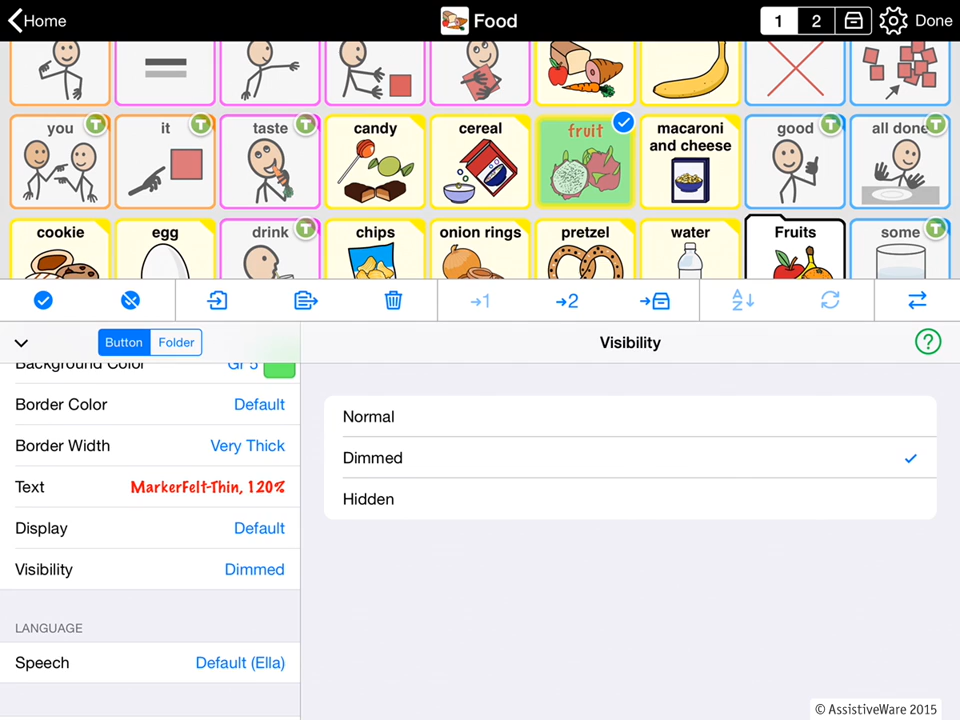 Home
Food
1
2
Done
you
T
it
T
taste
T
candy
cereal
fruit
macaroni
and cheese
good
T
all done
T
cookie
egg
drink
T
chips
onion rings
pretzel
water
Fruits
some
T
→1
→2
A
Z
Button
Folder
Visibility
?
Background Color
Border Color
Default
Border Width
Very Thick
Text
MarkerFelt-Thin, 120%
Display
Default
Visibility
Dimmed
LANGUAGE
Speech
Default (Ella)
Normal
Dimmed
Hidden
© AssistiveWare 2015